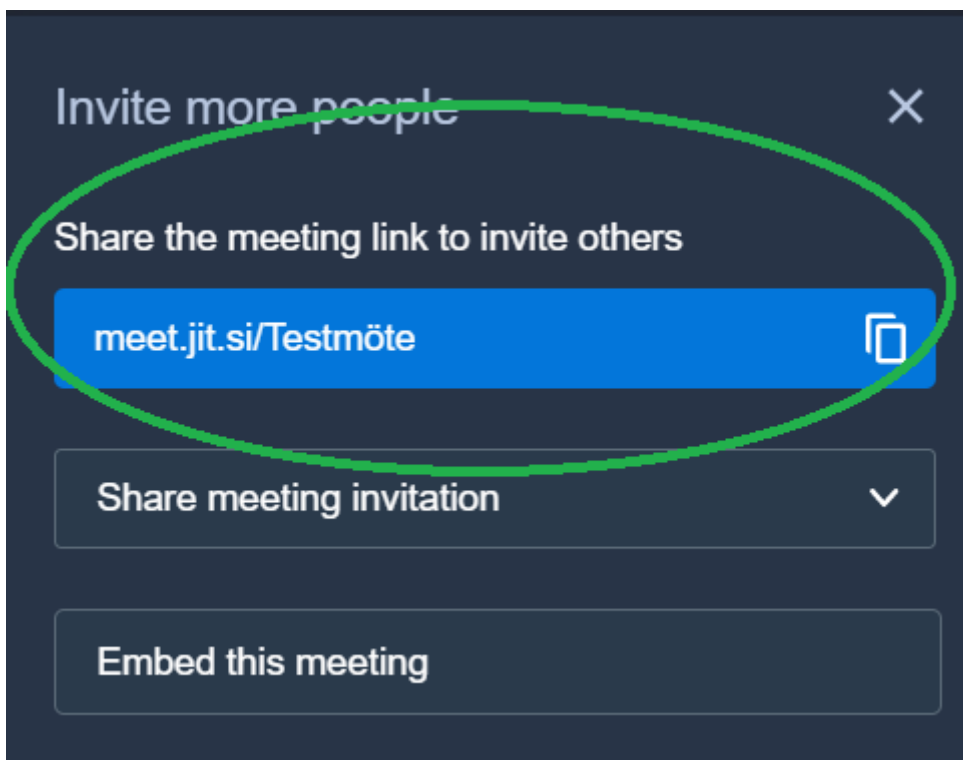 Invite more people
Share the meeting link to invite others
meet.jit.si/Testmöte
Share meeting invitation
Embed this meeting